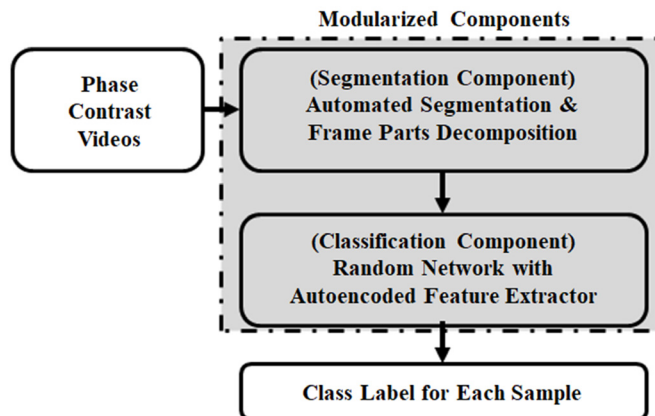 Modularized Components
Phase
Contrast
Videos
(Segmentation Component)
Automated Segmentation &
Frame Parts Decomposition
(Classification Component)
Random Network with
Autoencoded Feature Extractor
Class Label for Each Sample